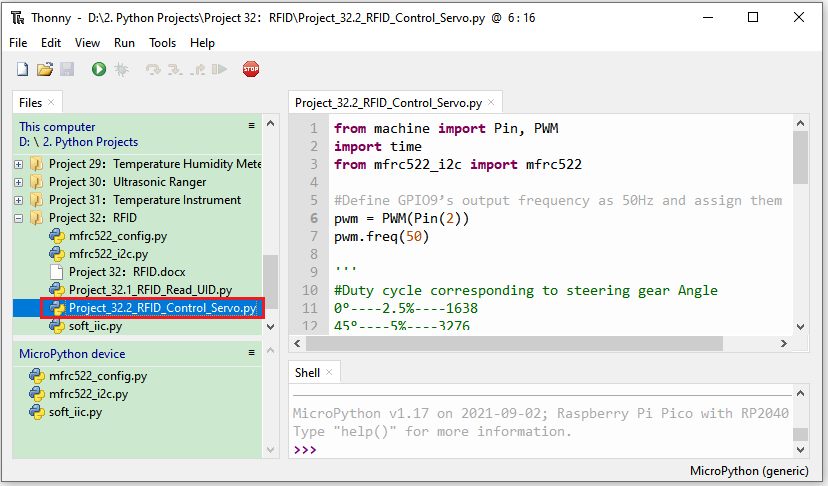 Thonny - D:\2. Python Projects\Project 32：RFID\Project_32.2_RFID_Control_Servo.py @ 6 : 16
File Edit View Run Tools Help
STOP
Files
This computer
D: \ 2. Python Projects
Project 29：Temperature Humidity Mete
Project 30：Ultrasonic Ranger
Project 31：Temperature Instrument
Project 32：RFID
mfrc522_config.py
mfrc522_i2c.py
Project 32：RFID.docx
Project_32.1_RFID_Read_UID.py
Project_32.2_RFID_Control_Servo.py
soft_iic.py
MicroPython device
mfrc522_config.py
mfrc522_i2c.py
soft_iic.py
Project_32.2_RFID_Control_Servo.py
1 from machine import Pin, PWM
2 import time
3 from mfrc522_i2c import mfrc522
4
5 #Define GPIO9’s output frequency as 50Hz and assign them
6 pwm = PWM(Pin(2))
7 pwm.freq(50)
8
9 '''
10 #Duty cycle corresponding to steering gear Angle
11 0°----2.5%----1638
12 45°----5%----3276
Shell
MicroPython v1.17 on 2021-09-02; Raspberry Pi Pico with RP2040
Type "help()" for more information.
>>>
MicroPython (generic)